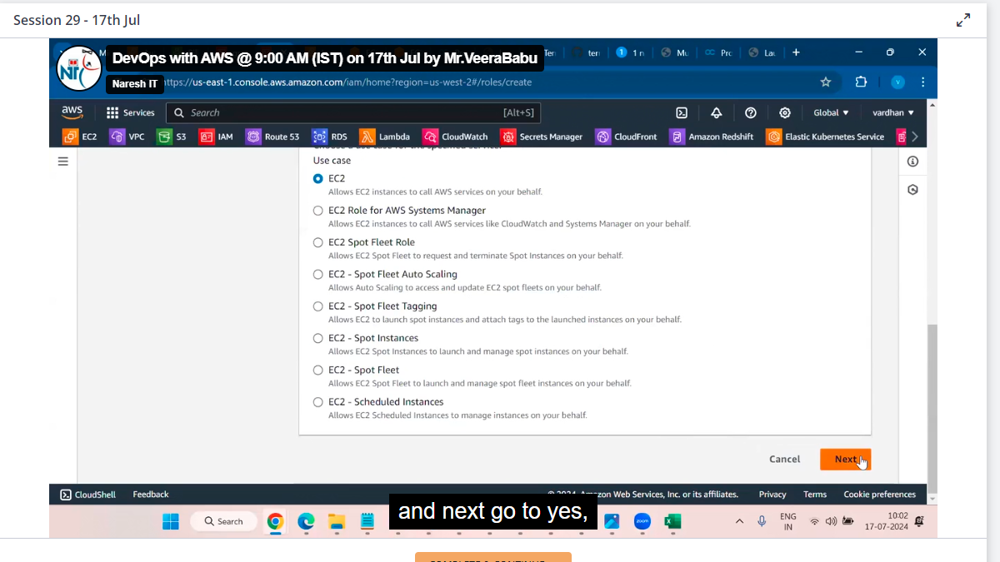 Session 29 - 17th Jul
DevOps with AWS @ 9:00 AM (IST) on 17th Jul by Mr.VeeraBabu
Naresh IT
https://us-east-1.console.aws.amazon.com/iam/home?region=us-west-2#/roles/create
aws
Services
Search
[Alt+S]
Global
vardhan
EC2
VPC
S3
IAM
Route 53
RDS
Lambda
CloudWatch
Secrets Manager
CloudFront
Amazon Redshift
Elastic Kubernetes Service
Use case
EC2
Allows EC2 instances to call AWS services on your behalf.
EC2 Role for AWS Systems Manager
Allows EC2 instances to call AWS services like CloudWatch and Systems Manager on your behalf.
EC2 Spot Fleet Role
Allows EC2 Spot Fleet to request and terminate Spot Instances on your behalf.
EC2 - Spot Fleet Auto Scaling
Allows Auto Scaling to access and update EC2 spot fleets on your behalf.
EC2 - Spot Fleet Tagging
Allows EC2 to launch spot instances and attach tags to the launched instances on your behalf.
EC2 - Spot Instances
Allows EC2 Spot Instances to launch and manage spot instances on your behalf.
EC2 - Spot Fleet
Allows EC2 Spot Fleet to launch and manage spot fleet instances on your behalf.
EC2 - Scheduled Instances
Allows EC2 Scheduled Instances to manage instances on your behalf.
Cancel
Next
CloudShell
Feedback
© 2024, Amazon Web Services, Inc. or its affiliates.
Privacy
Terms
Cookie preferences
and next go to yes,
Search
ENG
IN
10:02
17-07-2024